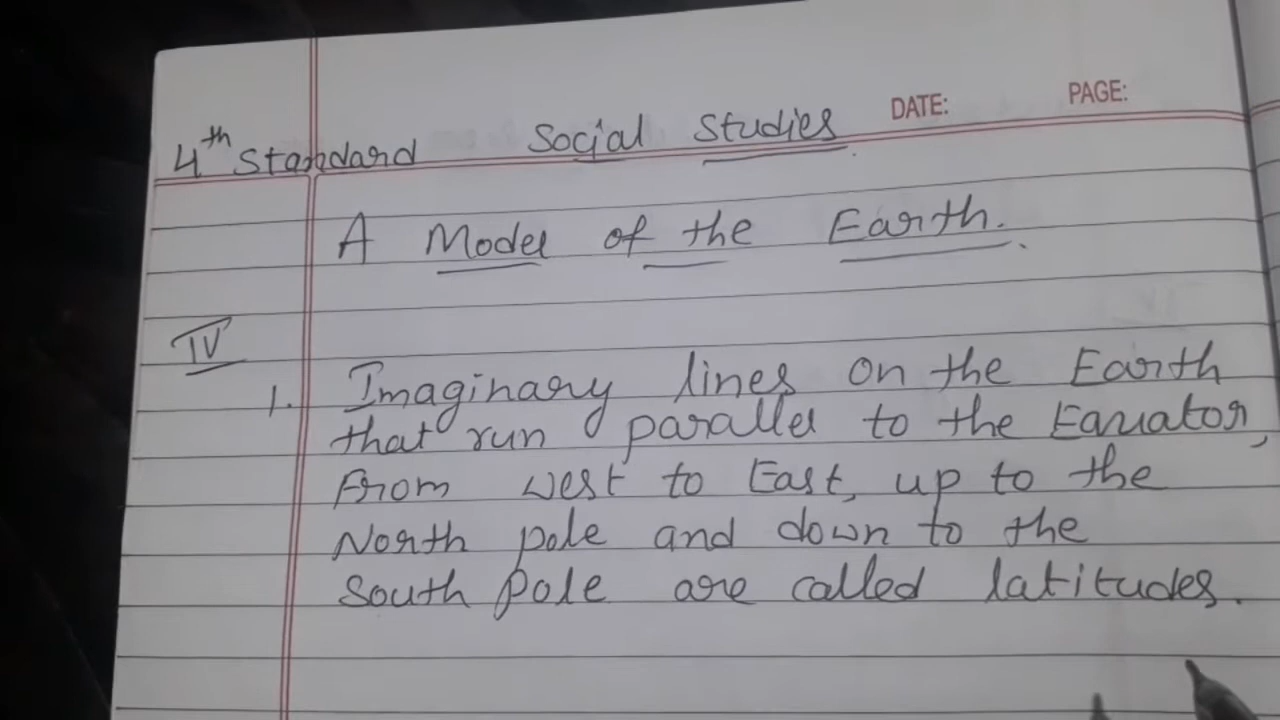 DATE: PAGE:
4th Standard Social Studies
A Model of the Earth.
IV
1. Imaginary lines on the Earth
that run parallel to the Equator,
From west to East, up to the
North pole and down to the
South pole are called latitudes.